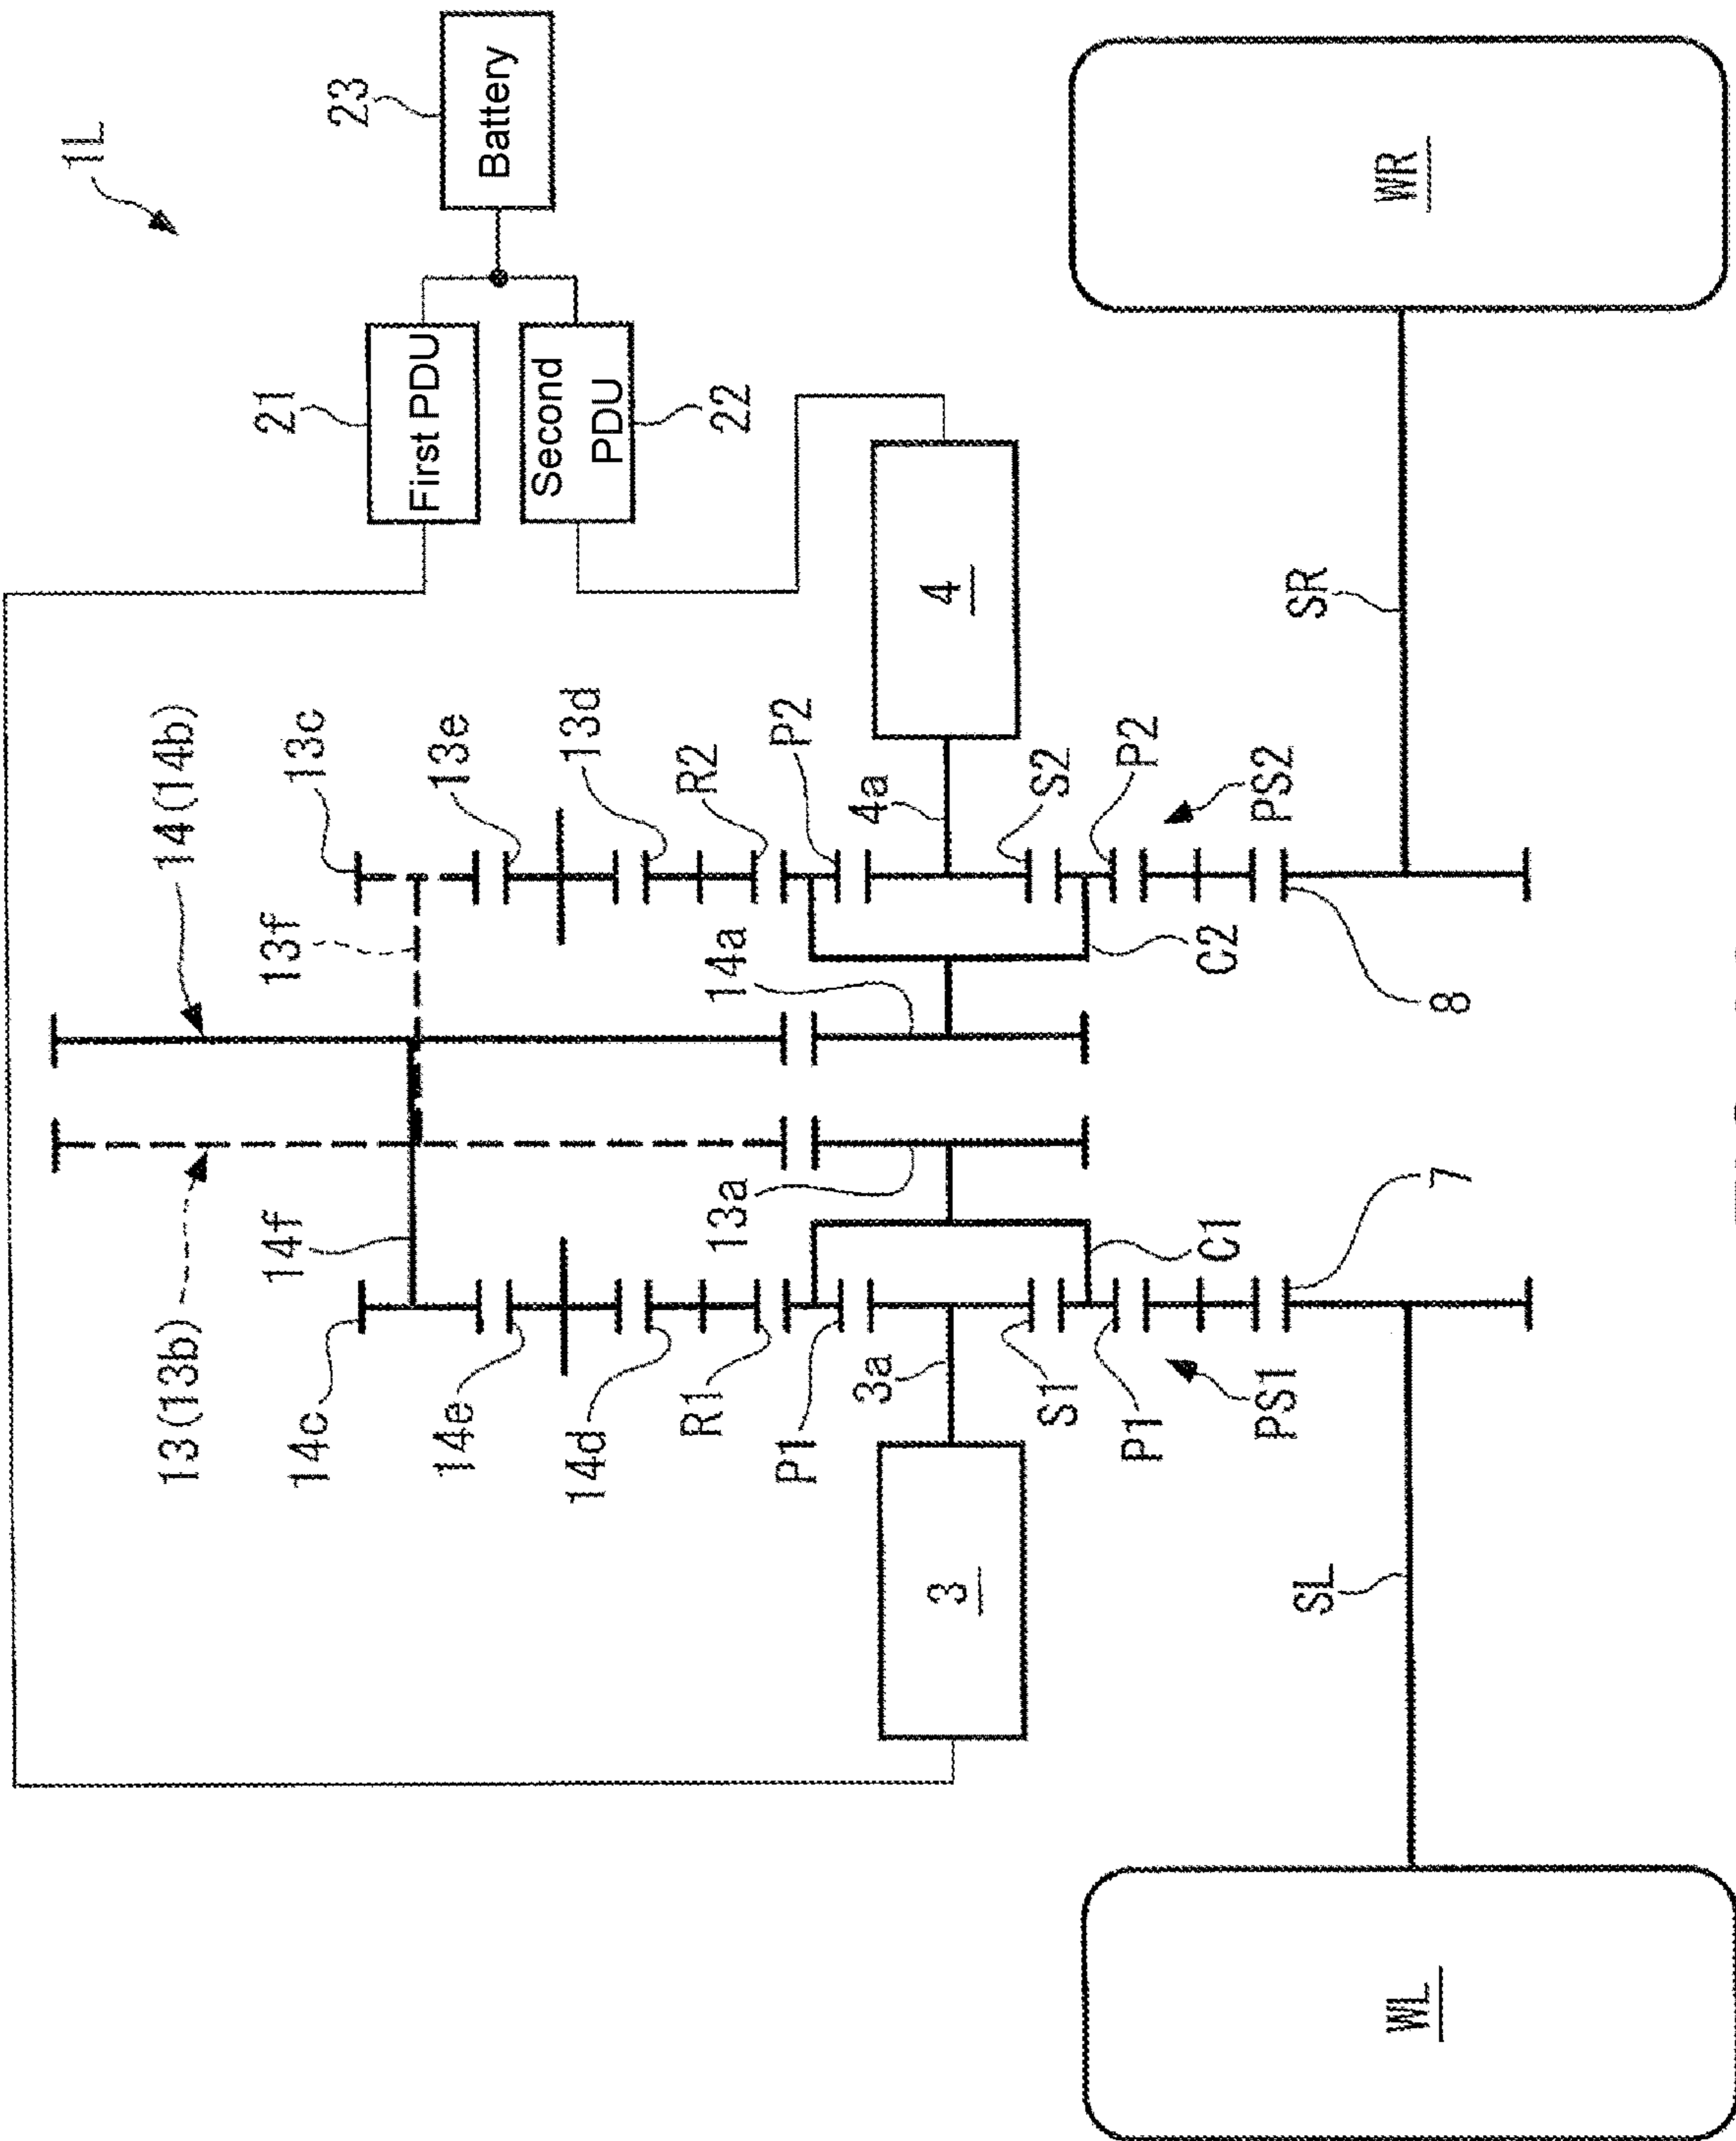 1L
23
Battery
21
First PDU
Second
PDU
22
13(13b)
14(14b)
14f
13f
14c
13c
14e
13e
14d
13d
R1
13a
14a
R2
P1
P2
3
3a
4a
4
S1
S2
P1
C1
C2
P2
PS1
PS2
7
8
SL
SR
WL
WR